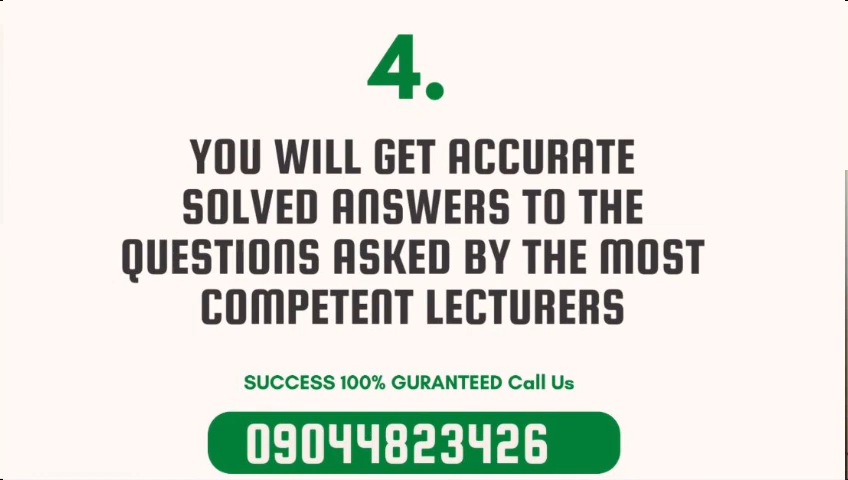 4.
YOU WILL GET ACCURATE
SOLVED ANSWERS TO THE
QUESTIONS ASKED BY THE MOST
COMPETENT LECTURERS
SUCCESS 100% GURANTEED Call Us
09044823426